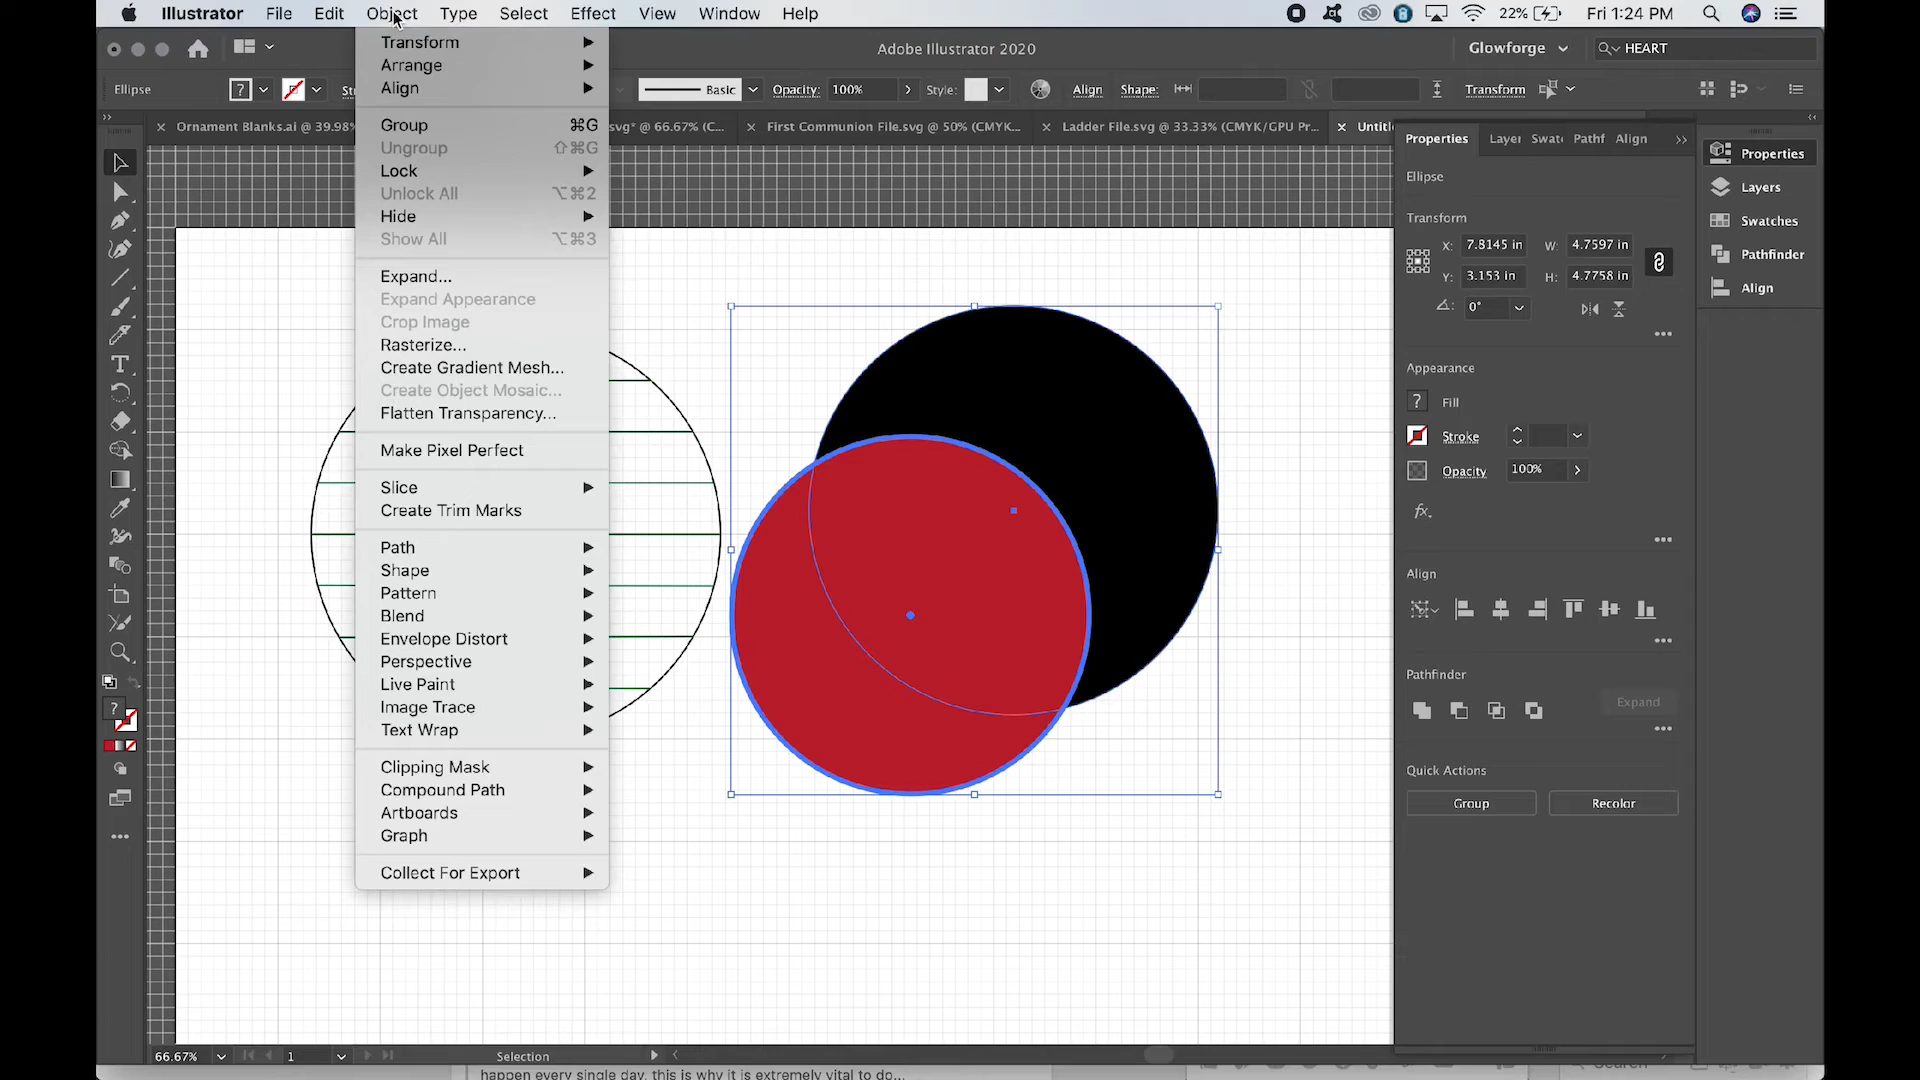 Illustrator File Edit Object Type Select Effect View Window Help 22% Fri 1:24 PM
Adobe Illustrator 2020 Glowforge HEART
Ellipse ? Basic Opacity: 100% Style: Align Shape: Transform
Ornament Blanks.ai @ 39.98% svg* @ 66.67% (C... First Communion File.svg @ 50% (CMYK... Ladder File.svg @ 33.33% (CMYK/GPU Pr...
Transform
Arrange
Align
Group ⌘G
Ungroup ⇧⌘G
Lock
Unlock All ⌥⌘2
Hide
Show All ⌥⌘3
Expand...
Expand Appearance
Crop Image
Rasterize...
Create Gradient Mesh...
Create Object Mosaic...
Flatten Transparency...
Make Pixel Perfect
Slice
Create Trim Marks
Path
Shape
Pattern
Blend
Envelope Distort
Perspective
Live Paint
Image Trace
Text Wrap
Clipping Mask
Compound Path
Artboards
Graph
Collect For Export
Properties Layer Swatc Pathf Align
Ellipse
Transform
X: 7.8145 in W: 4.7597 in
Y: 3.153 in H: 4.7758 in
0°
Appearance
? Fill
Stroke
Opacity 100%
fx.
Align
Pathfinder
Expand
Quick Actions
Group Recolor
Properties
Layers
Swatches
Pathfinder
Align
66.67% 1 Selection
happen every single day, this is why it is extremely vital to do...
Search